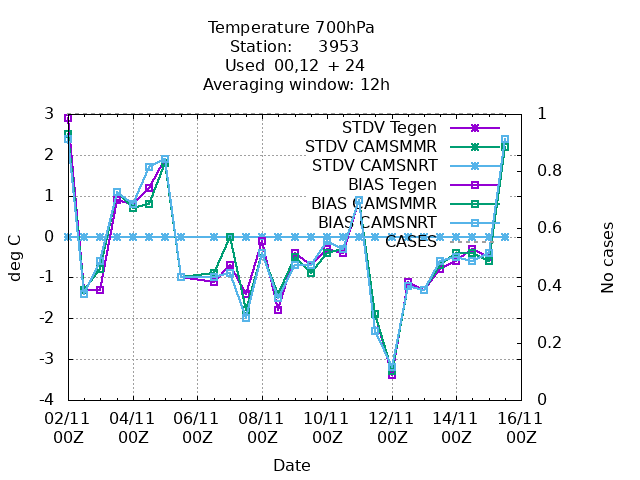 Temperature 700hPa
Station: 3953
Used 00,12 + 24
Averaging window: 12h
3
2
1
0
-1
-2
-3
-4
deg C
1
0.8
0.6
0.4
0.2
0
No cases
STDV Tegen
STDV CAMSMMR
STDV CAMSNRT
BIAS Tegen
BIAS CAMSMMR
BIAS CAMSNRT
CASES
02/11 04/11 06/11 08/11 10/11 12/11 14/11 16/11
00Z 00Z 00Z 00Z 00Z 00Z 00Z 00Z
Date